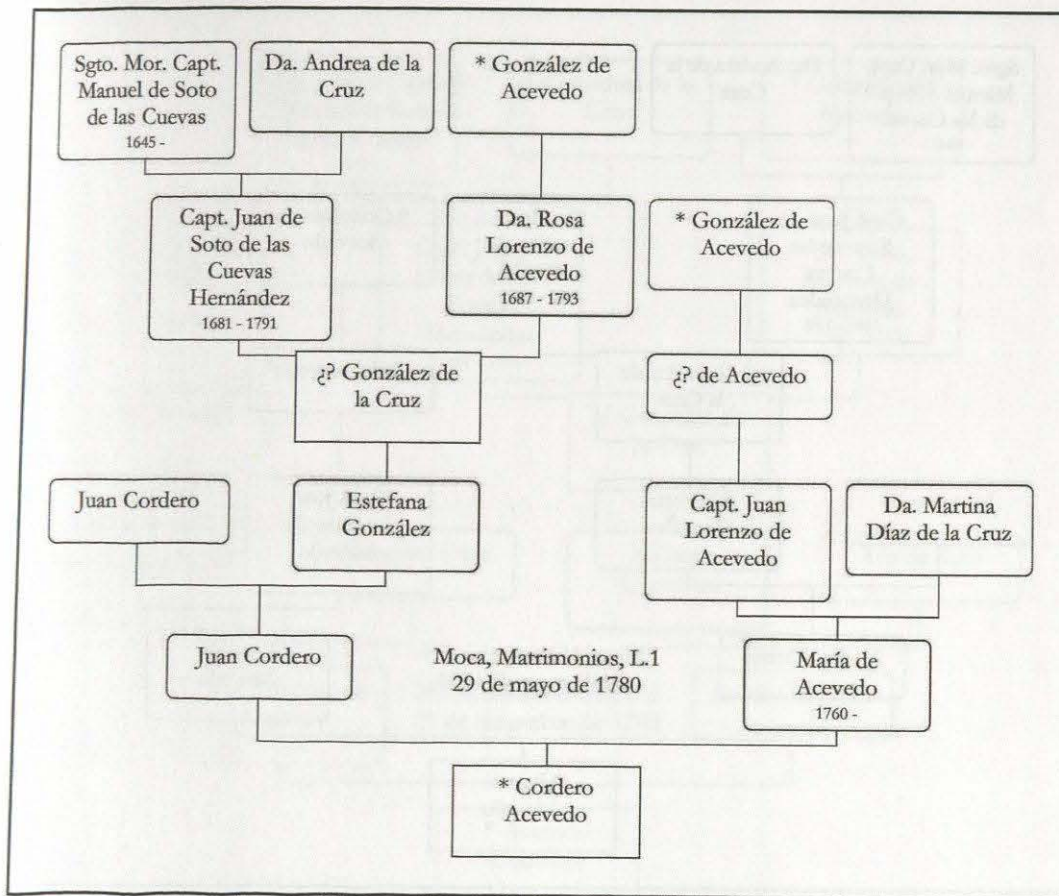 Sgto. Mor. Capt.
Manuel de Soto
de las Cuevas
1645 -
Da. Andrea de la
Cruz
* González de
Acevedo
Capt. Juan de
Soto de las
Cuevas
Hernández
1681 - 1791
Da. Rosa
Lorenzo de
Acevedo
1687 - 1793
* González de
Acevedo
¿? González de
la Cruz
¿? de Acevedo
Juan Cordero
Estefana
González
Capt. Juan
Lorenzo de
Acevedo
Da. Martina
Díaz de la Cruz
Juan Cordero
Moca, Matrimonios, L.1
29 de mayo de 1780
María de
Acevedo
1760 -
* Cordero
Acevedo